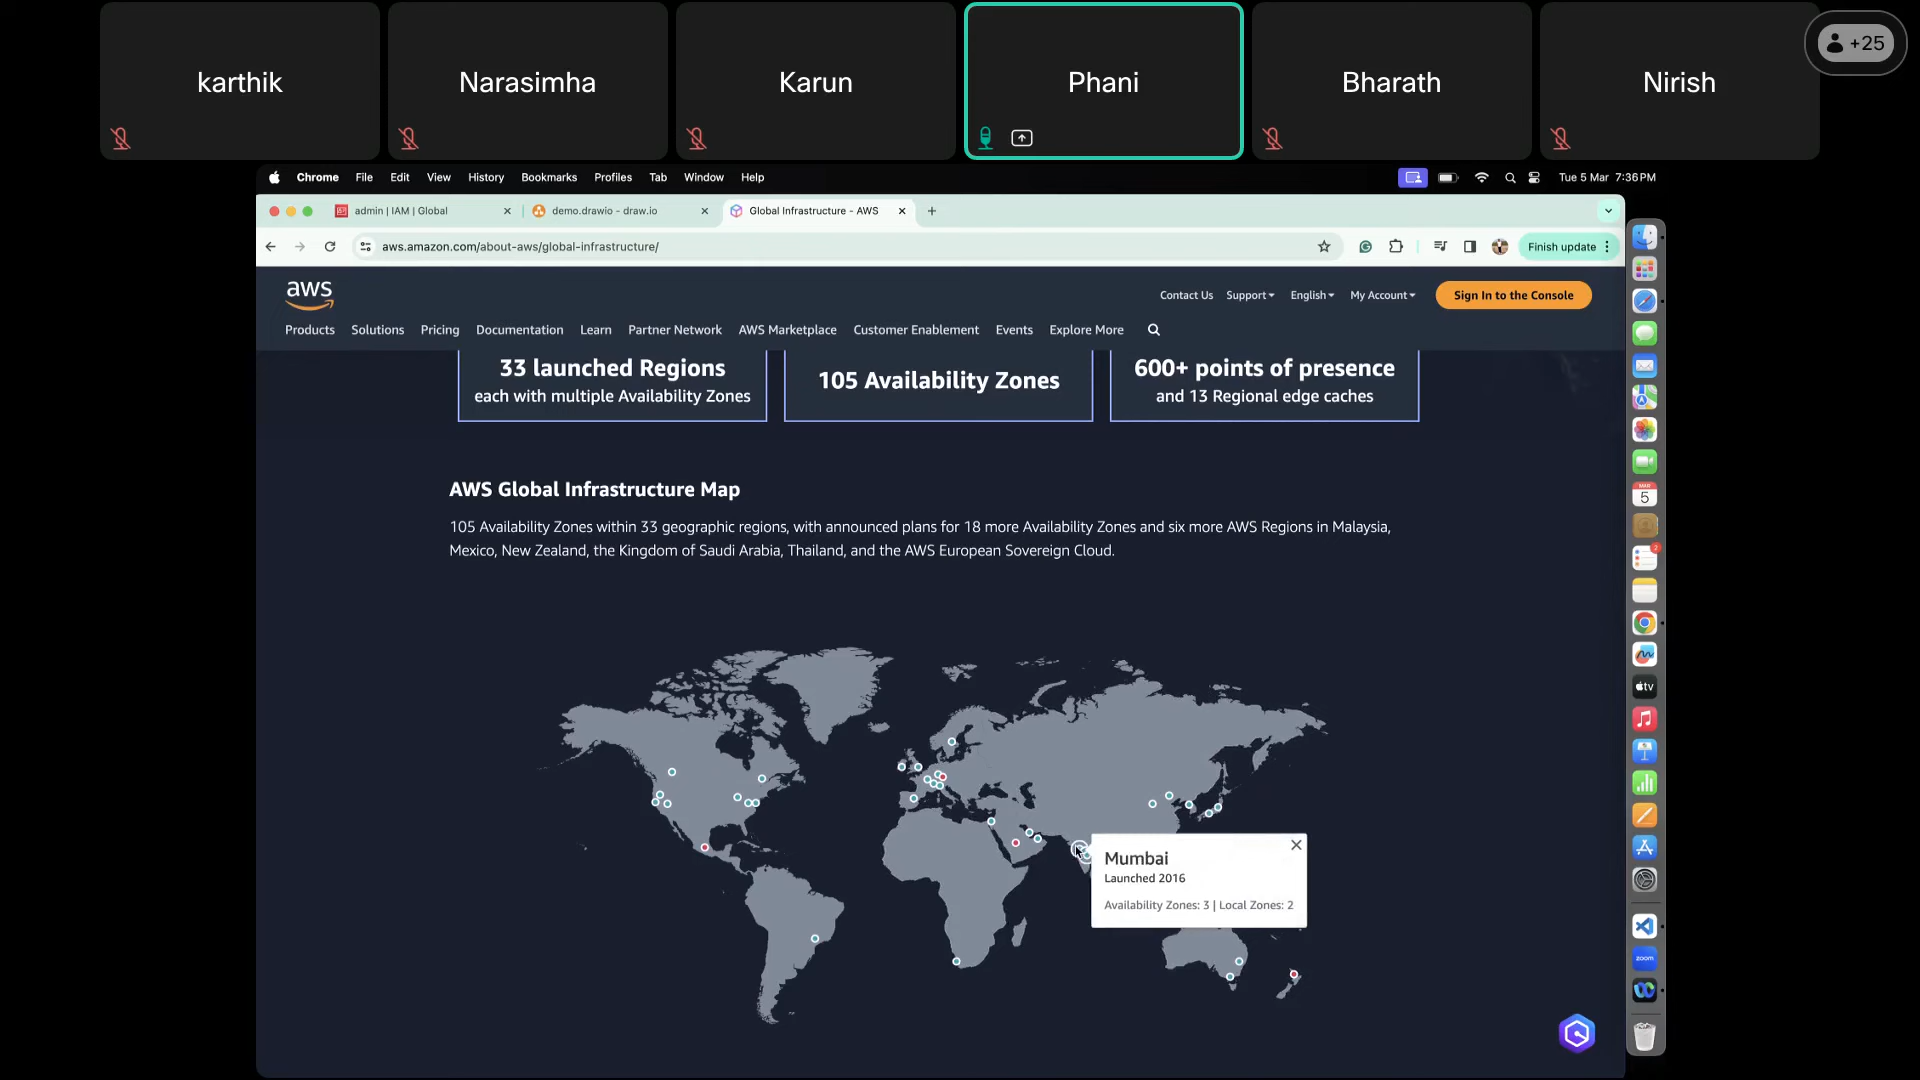 karthik
Narasimha
Karun
Phani
Bharath
Nirish
+25
Chrome File Edit View History Bookmarks Profiles Tab Window Help
Tue 5 Mar 7:36 PM
admin | IAM | Global
demo.drawio - draw.io
Global Infrastructure - AWS
aws.amazon.com/about-aws/global-infrastructure/
Finish update
aws
Contact Us Support English My Account Sign In to the Console
Products Solutions Pricing Documentation Learn Partner Network AWS Marketplace Customer Enablement Events Explore More
33 launched Regions
each with multiple Availability Zones
105 Availability Zones
600+ points of presence
and 13 Regional edge caches
AWS Global Infrastructure Map
105 Availability Zones within 33 geographic regions, with announced plans for 18 more Availability Zones and six more AWS Regions in Malaysia,
Mexico, New Zealand, the Kingdom of Saudi Arabia, Thailand, and the AWS European Sovereign Cloud.
Mumbai
Launched 2016
Availability Zones: 3 | Local Zones: 2
MAR
5
2
tv
zoom